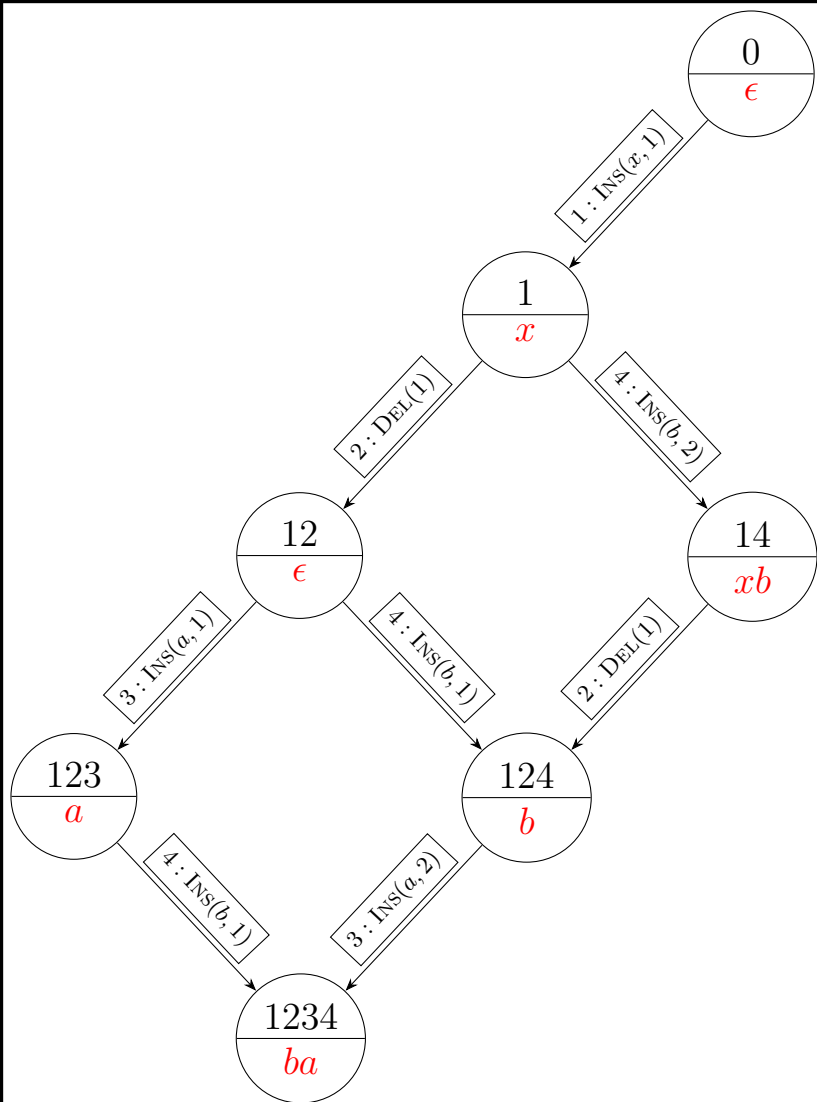 0
ϵ
1 : INS(x, 1)
1
x
2 : DEL(1)
4 : INS(b, 2)
12
ϵ
14
xb
3 : INS(a, 1)
4 : INS(b, 1)
2 : DEL(1)
123
a
124
b
4 : INS(b, 1)
3 : INS(a, 2)
1234
ba